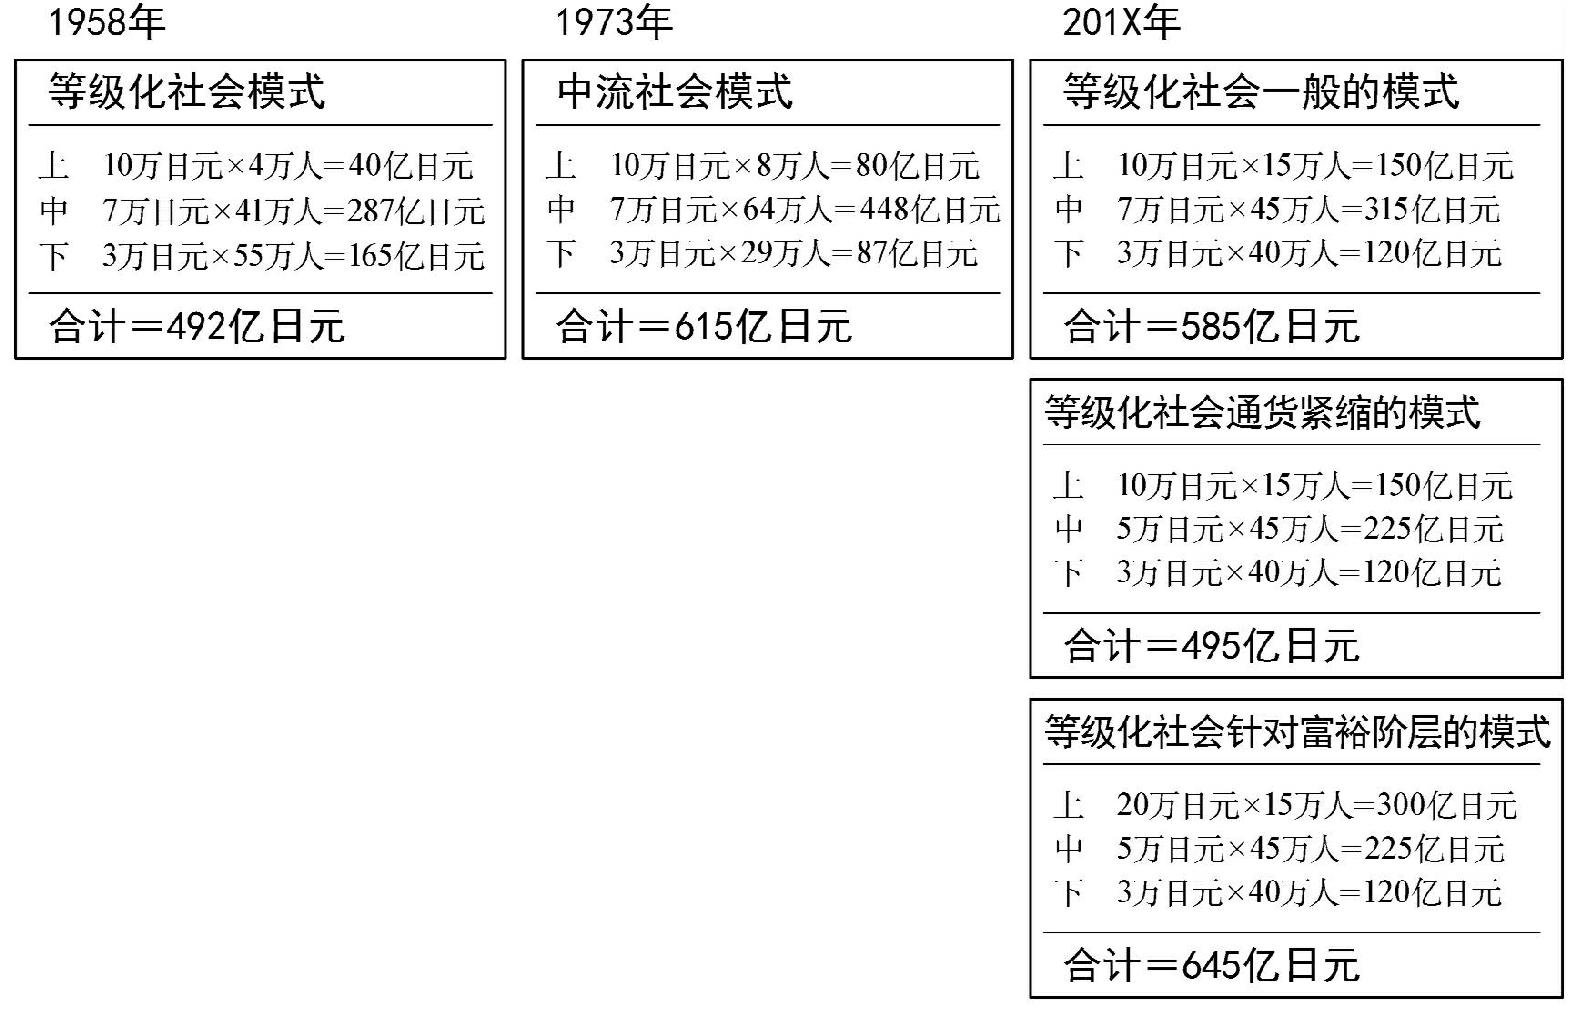 1958年
等级化社会模式
上 10万日元×4万人=40亿日元
中 7万日元×41万人=287亿日元
下 3万日元×55万人=165亿日元
合计=492亿日元
1973年
中流社会模式
上 10万日元×8万人=80亿日元
中 7万日元×64万人=448亿日元
下 3万日元×29万人=87亿日元
合计=615亿日元
201X年
等级化社会一般的模式
上 10万日元×15万人=150亿日元
中 7万日元×45万人=315亿日元
下 3万日元×40万人=120亿日元
合计=585亿日元
等级化社会通货紧缩的模式
上 10万日元×15万人=150亿日元
中 5万日元×45万人=225亿日元
下 3万日元×40万人=120亿日元
合计=495亿日元
等级化社会针对富裕阶层的模式
上 20万日元×15万人=300亿日元
中 5万日元×45万人=225亿日元
下 3万日元×40万人=120亿日元
合计=645亿日元